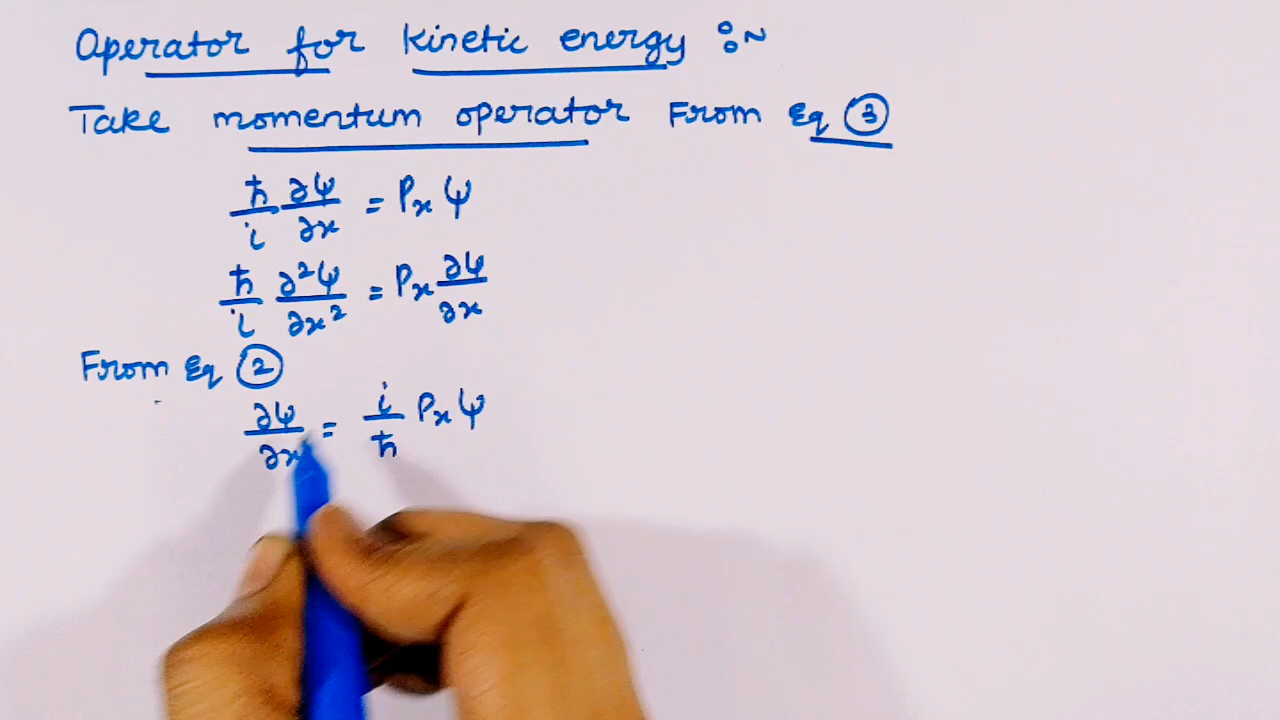 Operator for Kinetic energy :~
Take momentum operator From Eq ③
ħ/i ∂ψ/∂x = Pₓ ψ
ħ/i ∂²ψ/∂x² = Pₓ ∂ψ/∂x
From Eq ②
∂ψ/∂x = i/ħ Pₓ ψ